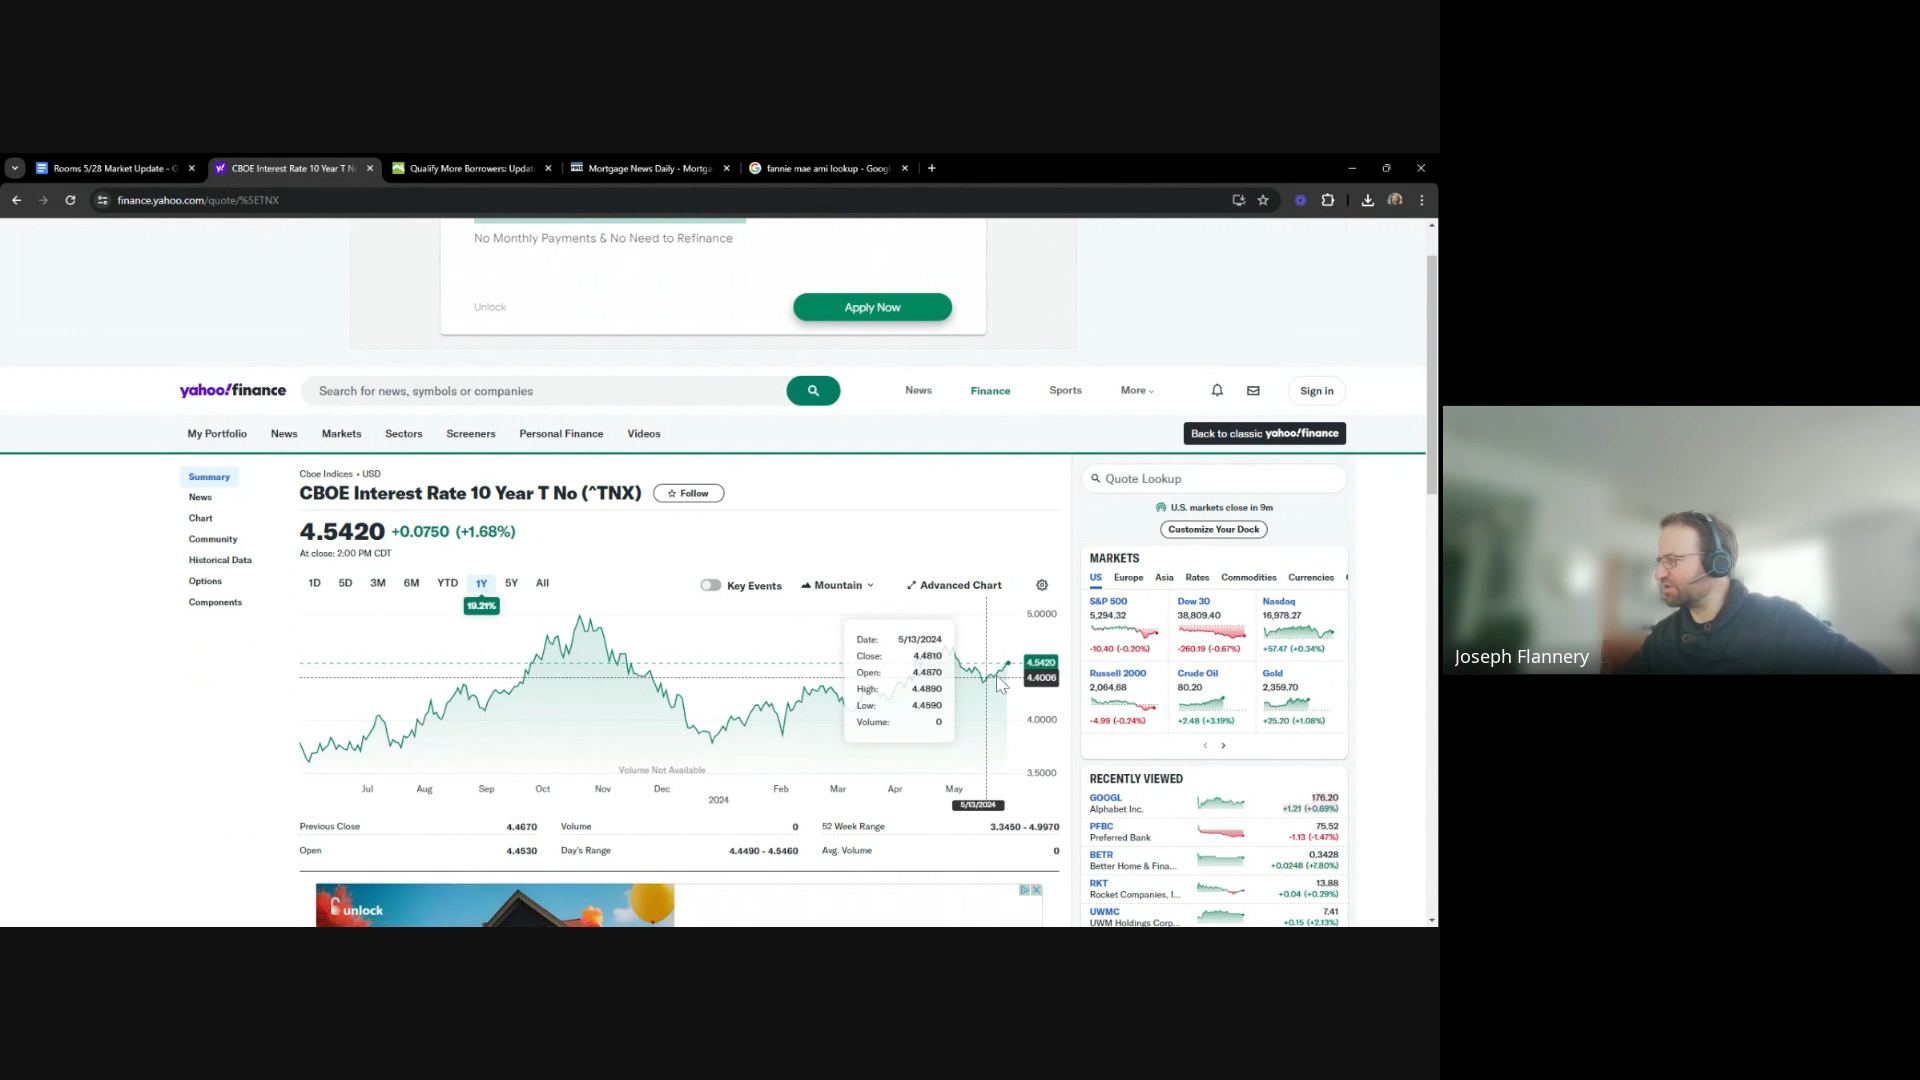 Rooms 5/28 Market Update - G
CBOE Interest Rate 10 Year T N
Qualify More Borrowers: Updat
Mortgage News Daily - Mortga
fannie mae ami lookup - Googl
finance.yahoo.com/quote/%5ETNX
No Monthly Payments & No Need to Refinance
Unlock
Apply Now
yahoo!finance
Search for news, symbols or companies
News
Finance
Sports
More
Sign in
My Portfolio
News
Markets
Sectors
Screeners
Personal Finance
Videos
Back to classic yahoo!finance
Summary
News
Chart
Community
Historical Data
Options
Components
Cboe Indices • USD
CBOE Interest Rate 10 Year T No (^TNX)
Follow
4.5420 +0.0750 (+1.68%)
At close: 2:00 PM CDT
1D 5D 3M 6M YTD 1Y 5Y All
19.21%
Key Events
Mountain
Advanced Chart
Date: 5/13/2024
Close: 4.4810
Open: 4.4870
High: 4.4890
Low: 4.4590
Volume: 0
5.0000
4.5420
4.4006
4.0000
3.5000
Volume Not Available
Jul Aug Sep Oct Nov Dec 2024 Feb Mar Apr May
5/13/2024
Previous Close 4.4670
Volume 0
52 Week Range 3.3450 - 4.9970
Open 4.4530
Day's Range 4.4490 - 4.5460
Avg. Volume 0
unlock
Quote Lookup
U.S. markets close in 9m
Customize Your Dock
MARKETS
US Europe Asia Rates Commodities Currencies
S&P 500
5,294.32
-10.40 (-0.20%)
Dow 30
38,809.40
-260.19 (-0.67%)
Nasdaq
16,978.27
+57.47 (+0.34%)
Russell 2000
2,064.68
-4.99 (-0.24%)
Crude Oil
80.20
+2.48 (+3.19%)
Gold
2,359.70
+25.20 (+1.08%)
RECENTLY VIEWED
GOOGL 176.20
Alphabet Inc. +1.21 (+0.69%)
PFBC 75.52
Preferred Bank -1.13 (-1.47%)
BETR 0.3428
Better Home & Fina... +0.0248 (+7.80%)
RKT 13.88
Rocket Companies, I... +0.04 (+0.29%)
UWMC 7.41
UWM Holdings Corp... +0.15 (+2.13%)
Joseph Flannery